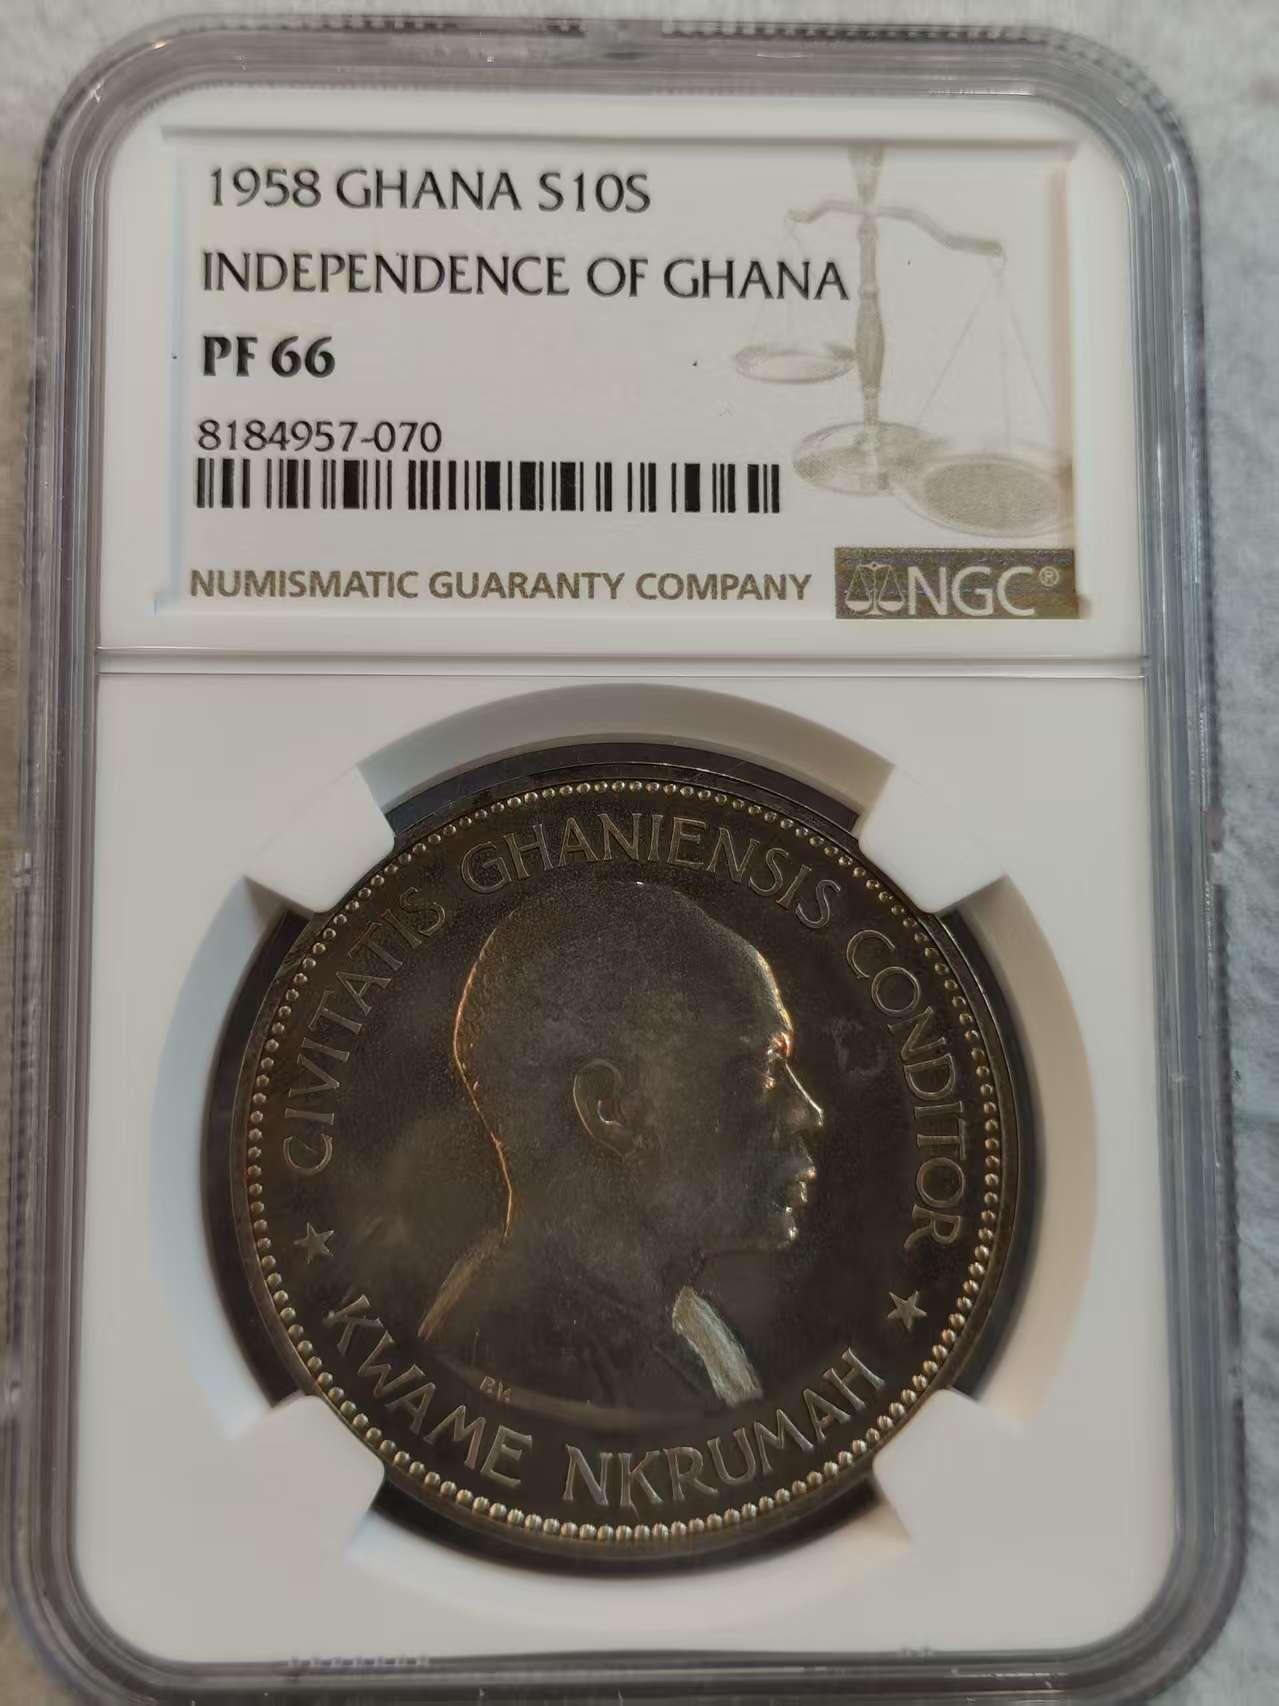 1958 GHANA S10S
INDEPENDENCE OF GHANA
PF 66
8184957-070
NUMISMATIC GUARANTY COMPANY
NGC®
CIVITATIS GHANIENSIS CONDITOR
KWAME NKRUMAH